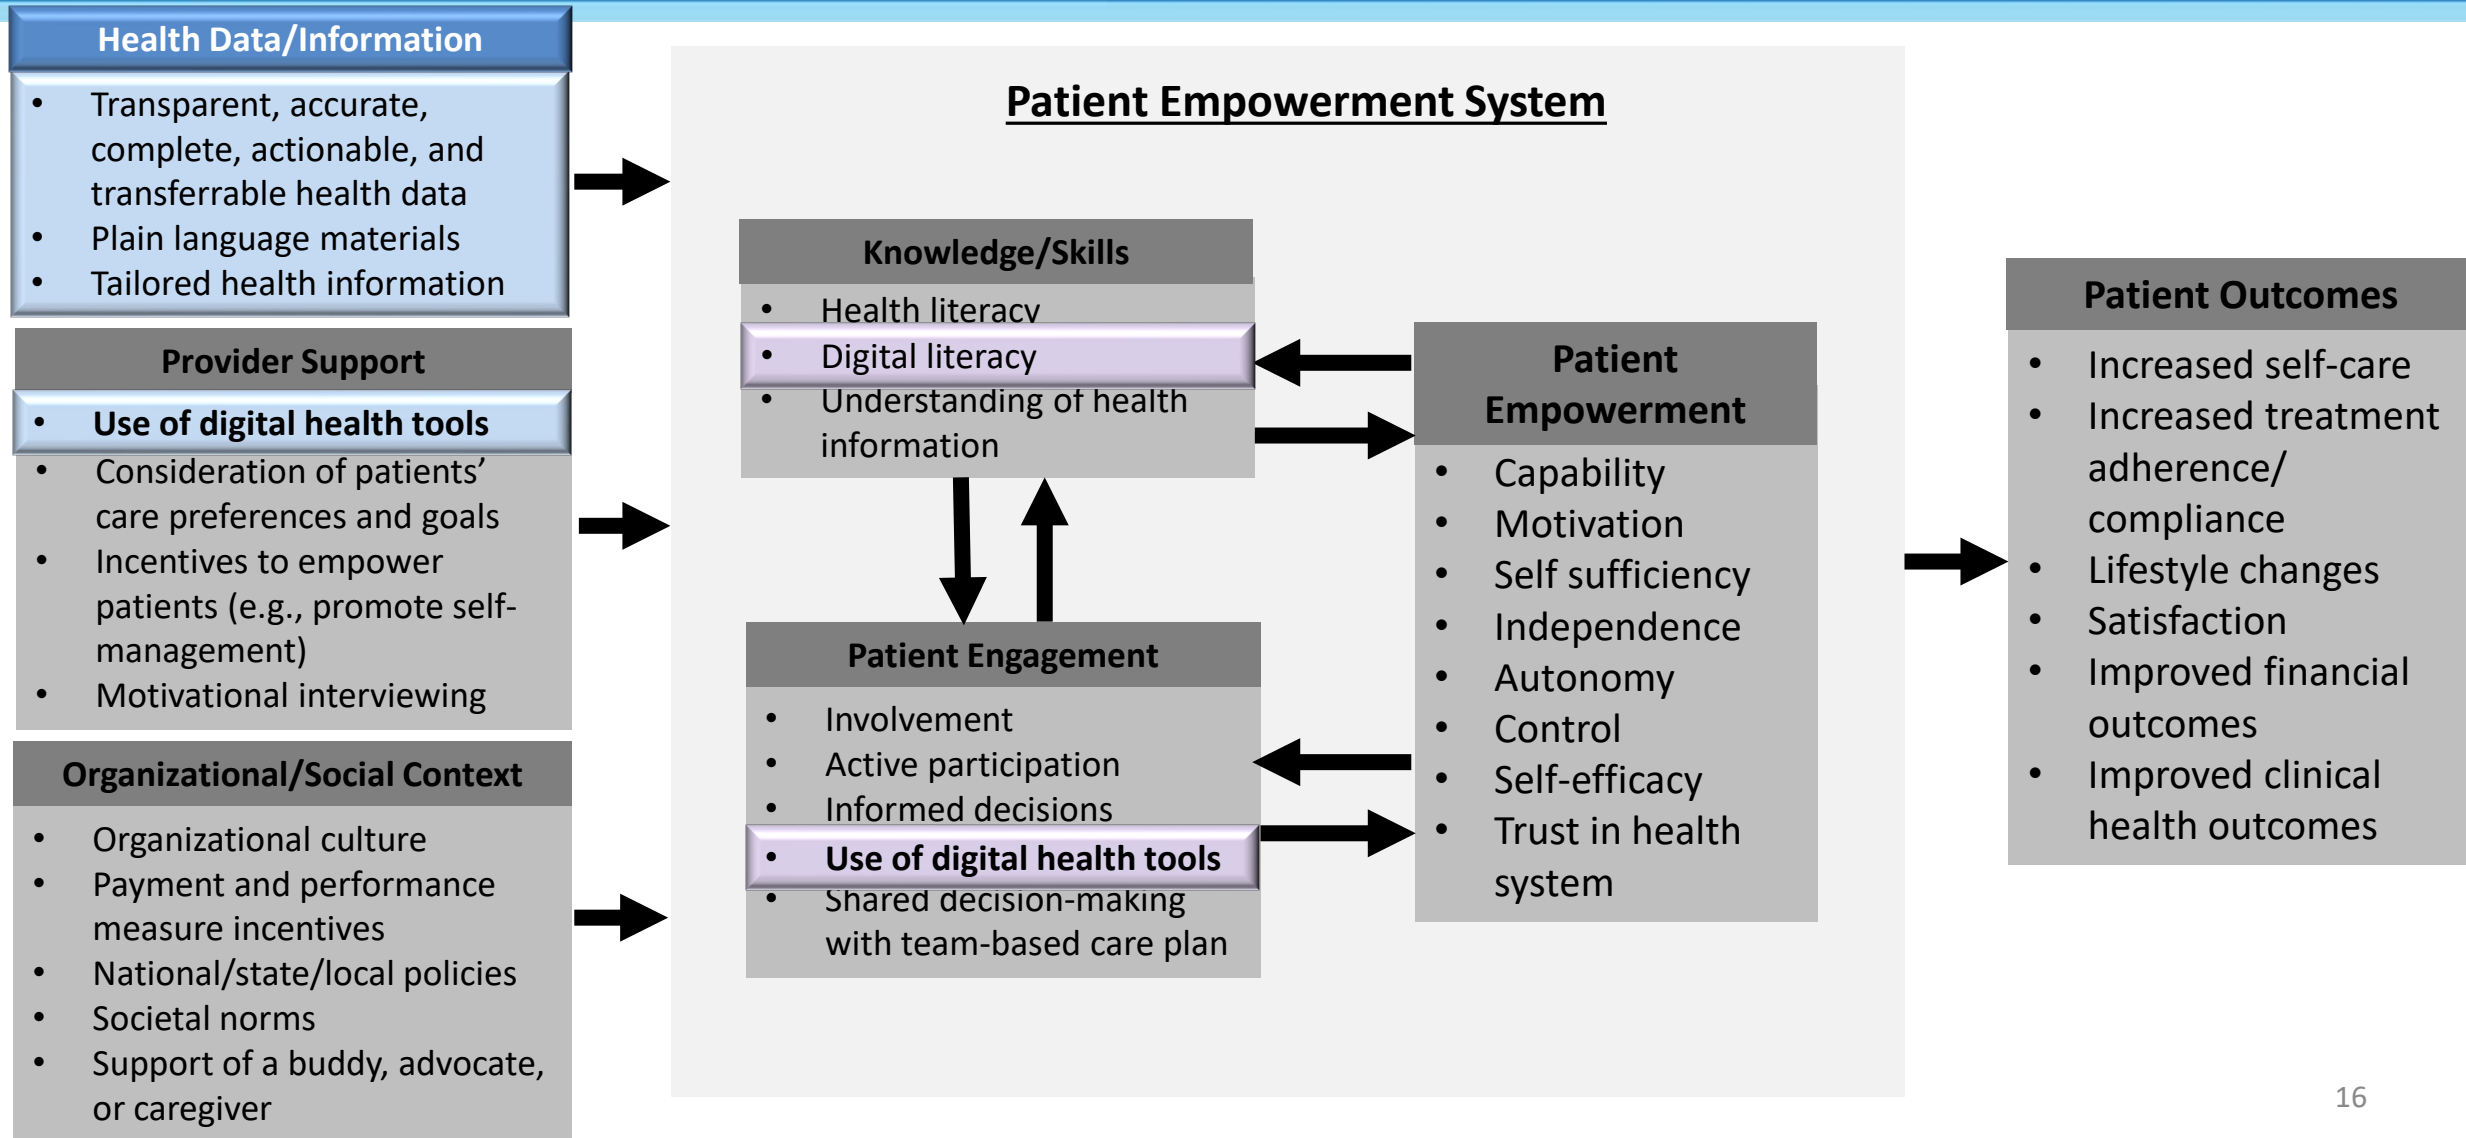 Health Data/Information
• Transparent, accurate,
complete, actionable, and
transferrable health data
• Plain language materials
• Tailored health information
Provider Support
• Use of digital health tools
• Consideration of patients’
care preferences and goals
• Incentives to empower
patients (e.g., promote self-
management)
• Motivational interviewing
Organizational/Social Context
• Organizational culture
• Payment and performance
measure incentives
• National/state/local policies
• Societal norms
• Support of a buddy, advocate,
or caregiver
Patient Empowerment System
Knowledge/Skills
• Health literacy
• Digital literacy
• Understanding of health
information
Patient Engagement
• Involvement
• Active participation
• Informed decisions
• Use of digital health tools
• Shared decision-making
with team-based care plan
Patient
Empowerment
• Capability
• Motivation
• Self sufficiency
• Independence
• Autonomy
• Control
• Self-efficacy
• Trust in health
system
Patient Outcomes
• Increased self-care
• Increased treatment
adherence/
compliance
• Lifestyle changes
• Satisfaction
• Improved financial
outcomes
• Improved clinical
health outcomes
16